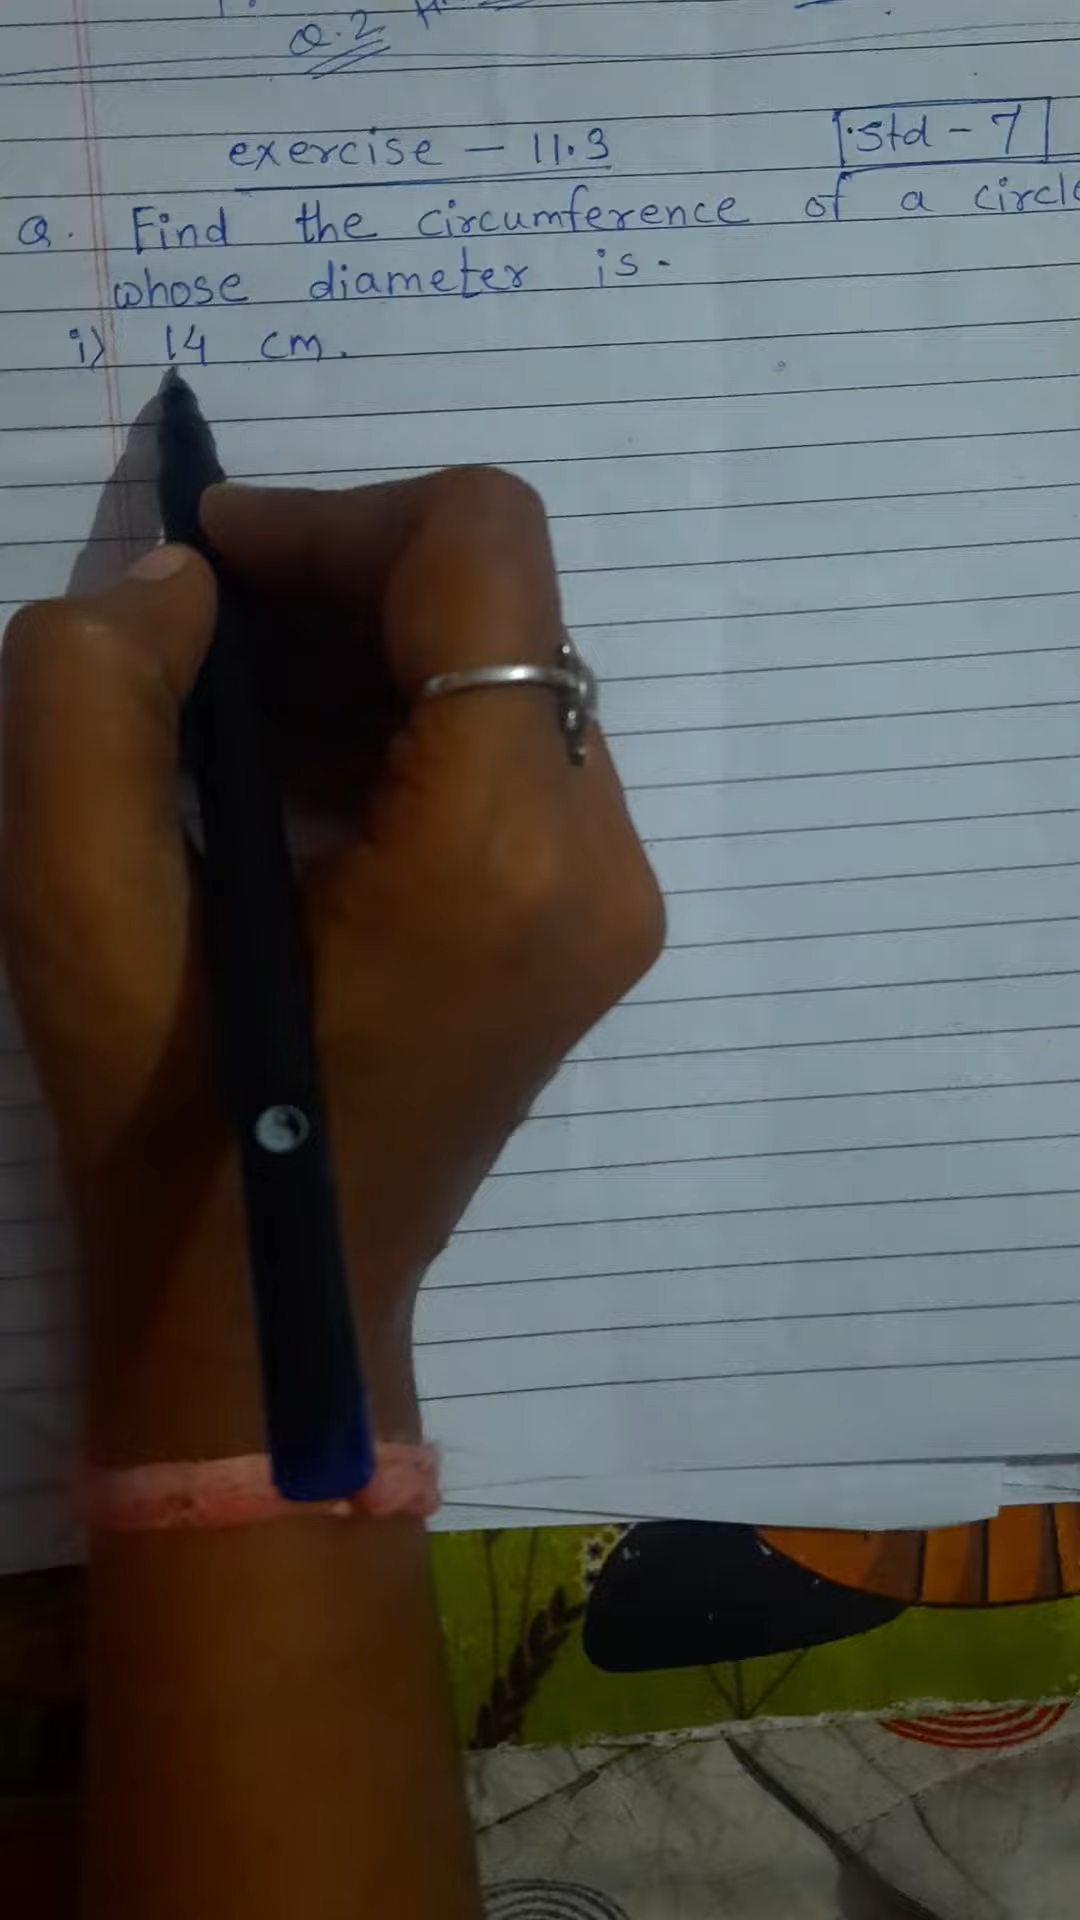 Q.2
exercise - 11.3
Std - 7
Q. Find the circumference of a circle
whose diameter is.
i) 14 cm.